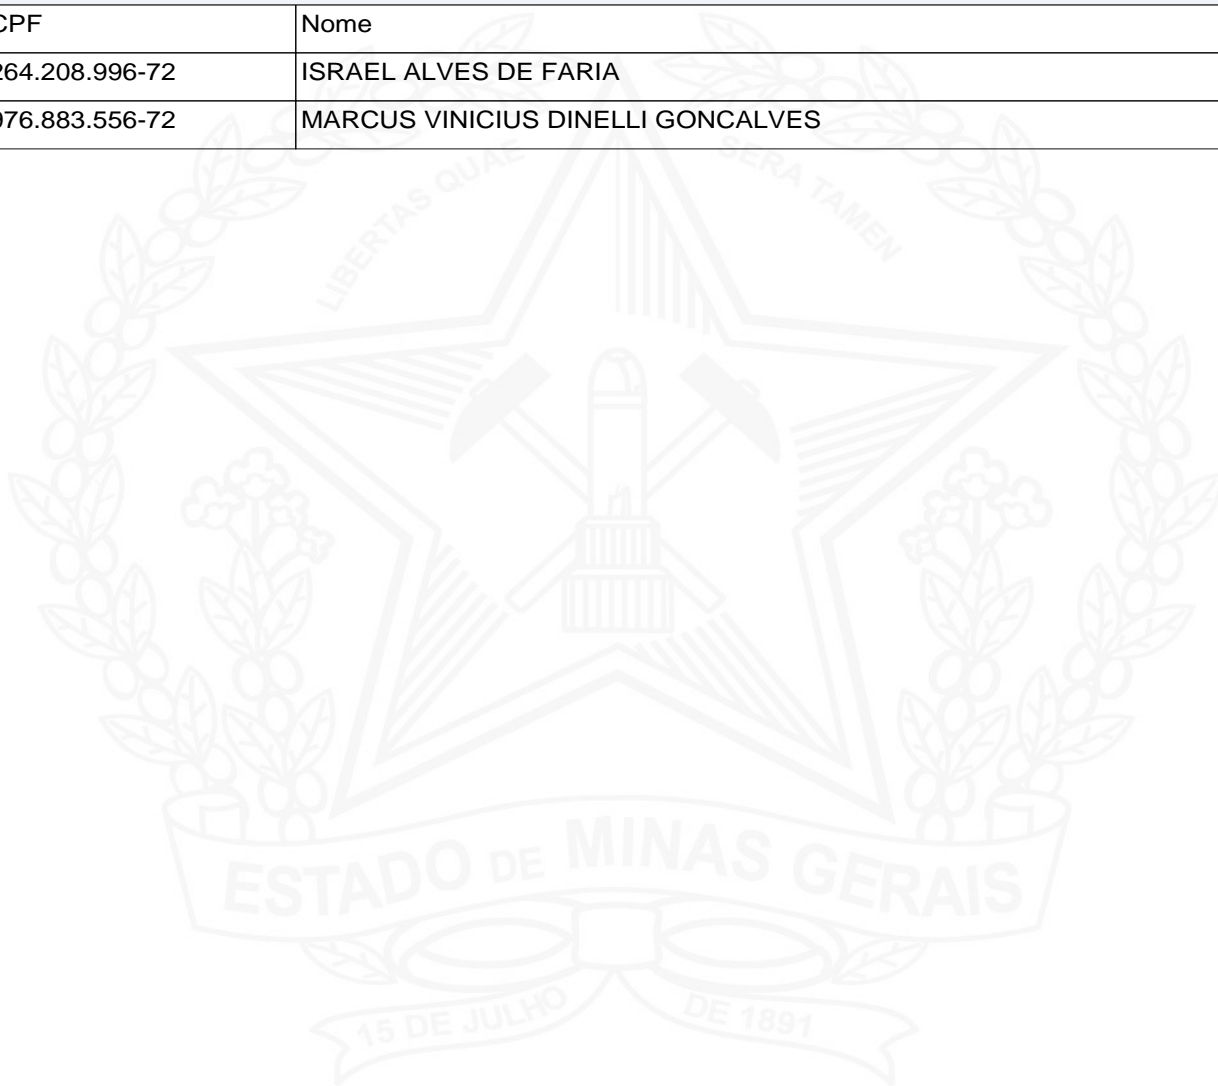 CPF Nome
264.208.996-72 ISRAEL ALVES DE FARIA
976.883.556-72 MARCUS VINICIUS DINELLI GONCALVES
LIBERTAS QUAE SERA TAMEN
ESTADO DE MINAS GERAIS
15 DE JULHO DE 1891